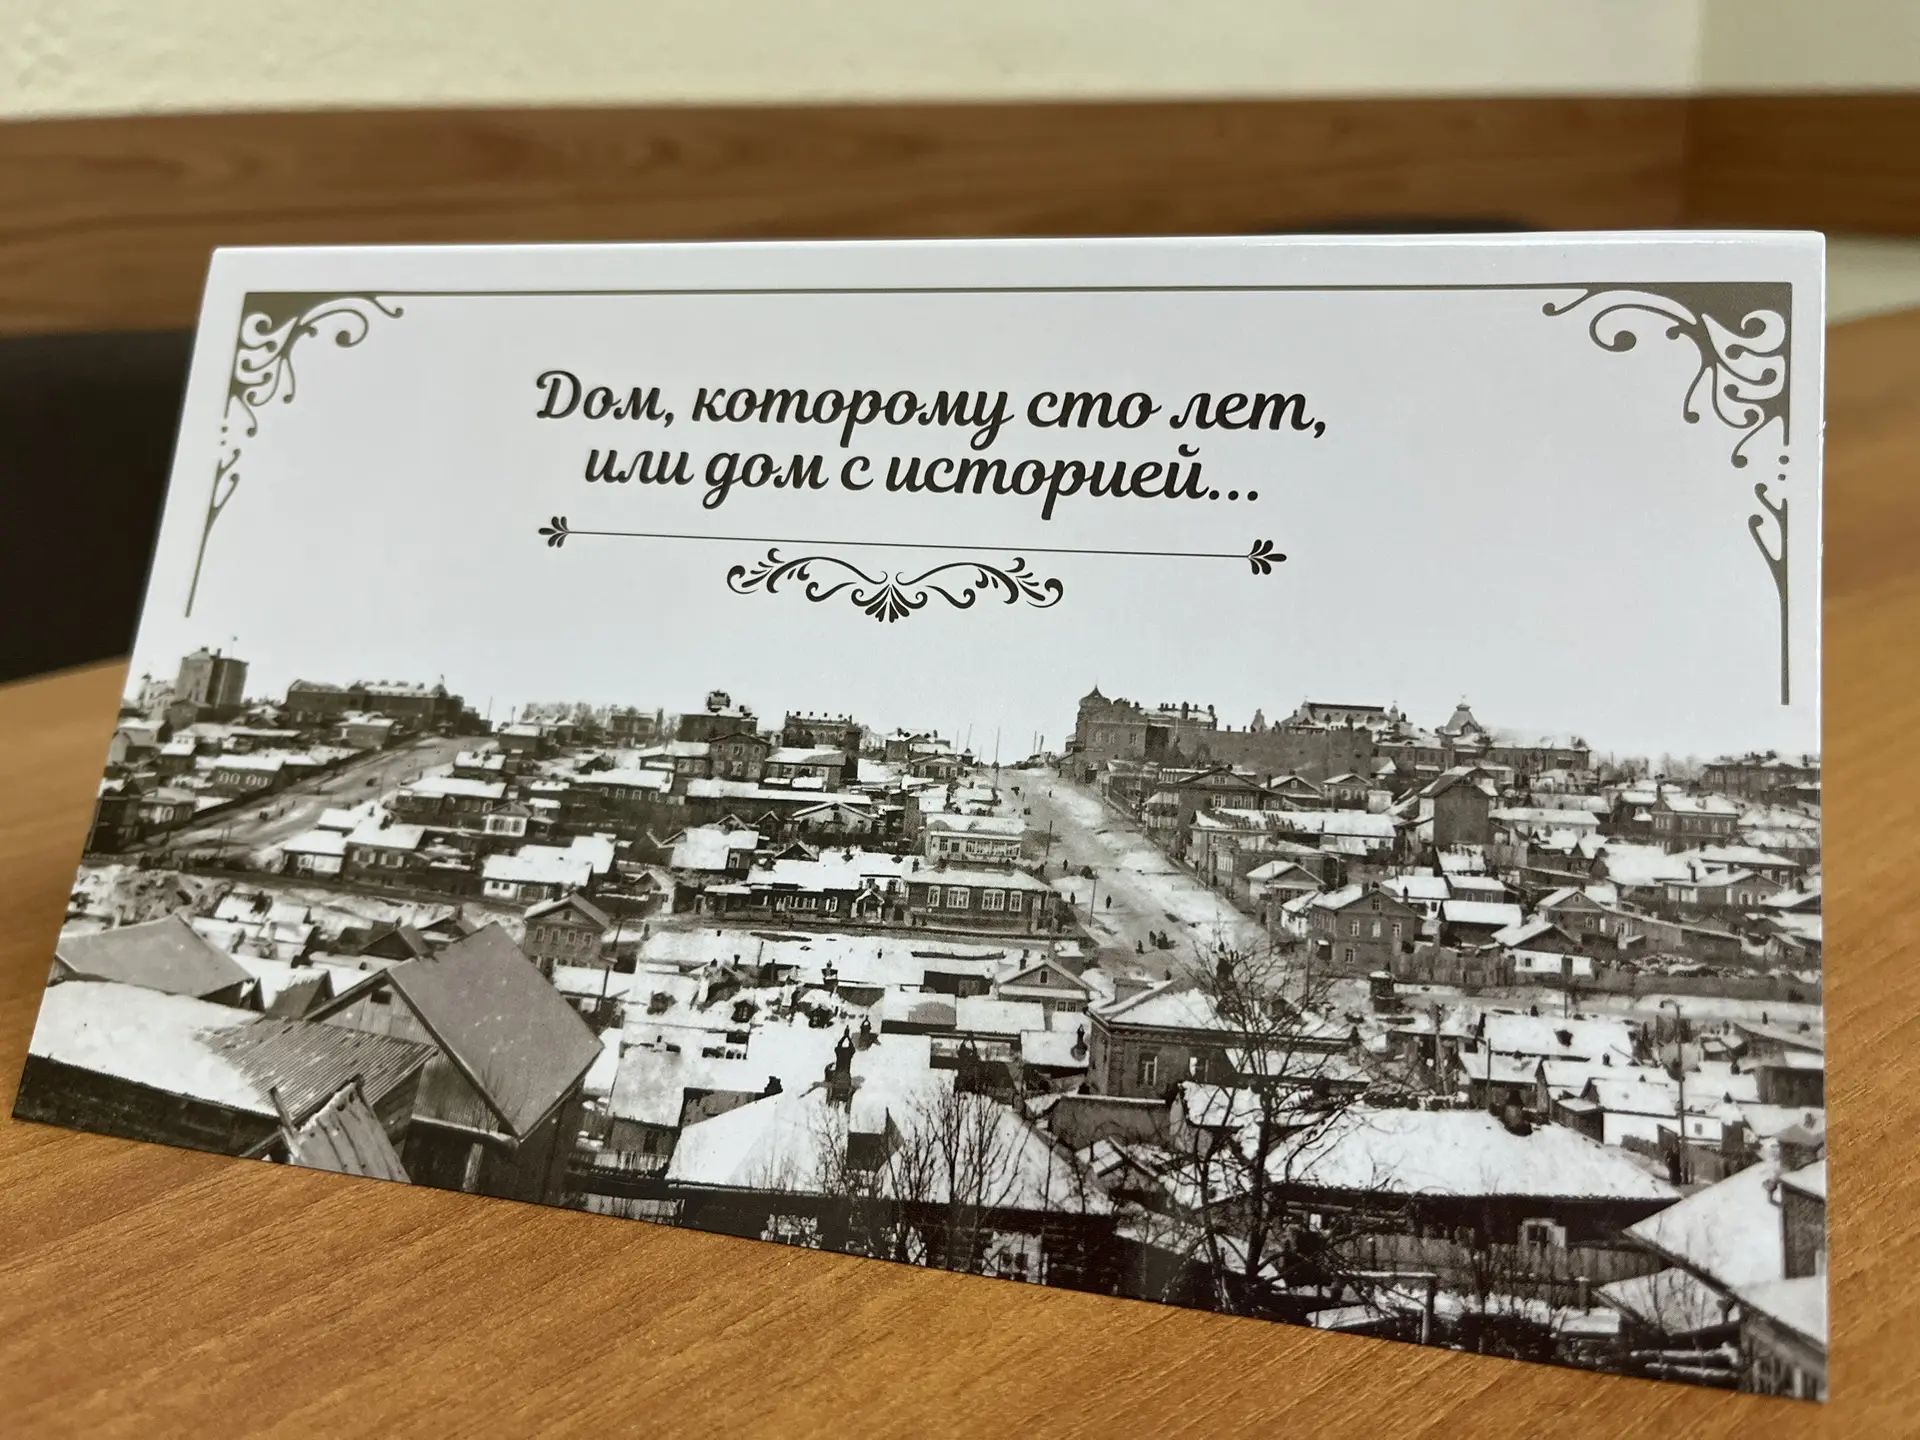 Дом, которому сто лет,
или дом с историей...